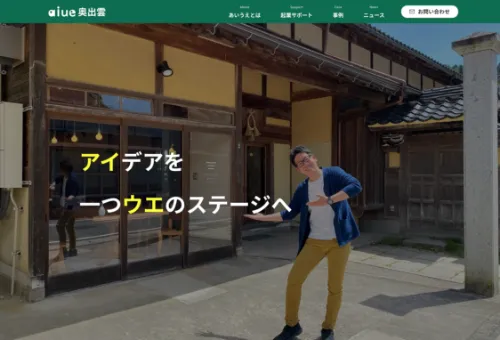 aiue 奥出雲
About
あいうえとは
Support
起業サポート
Case
事例
News
ニュース
お問い合わせ
アイデアを
一つウエのステージへ